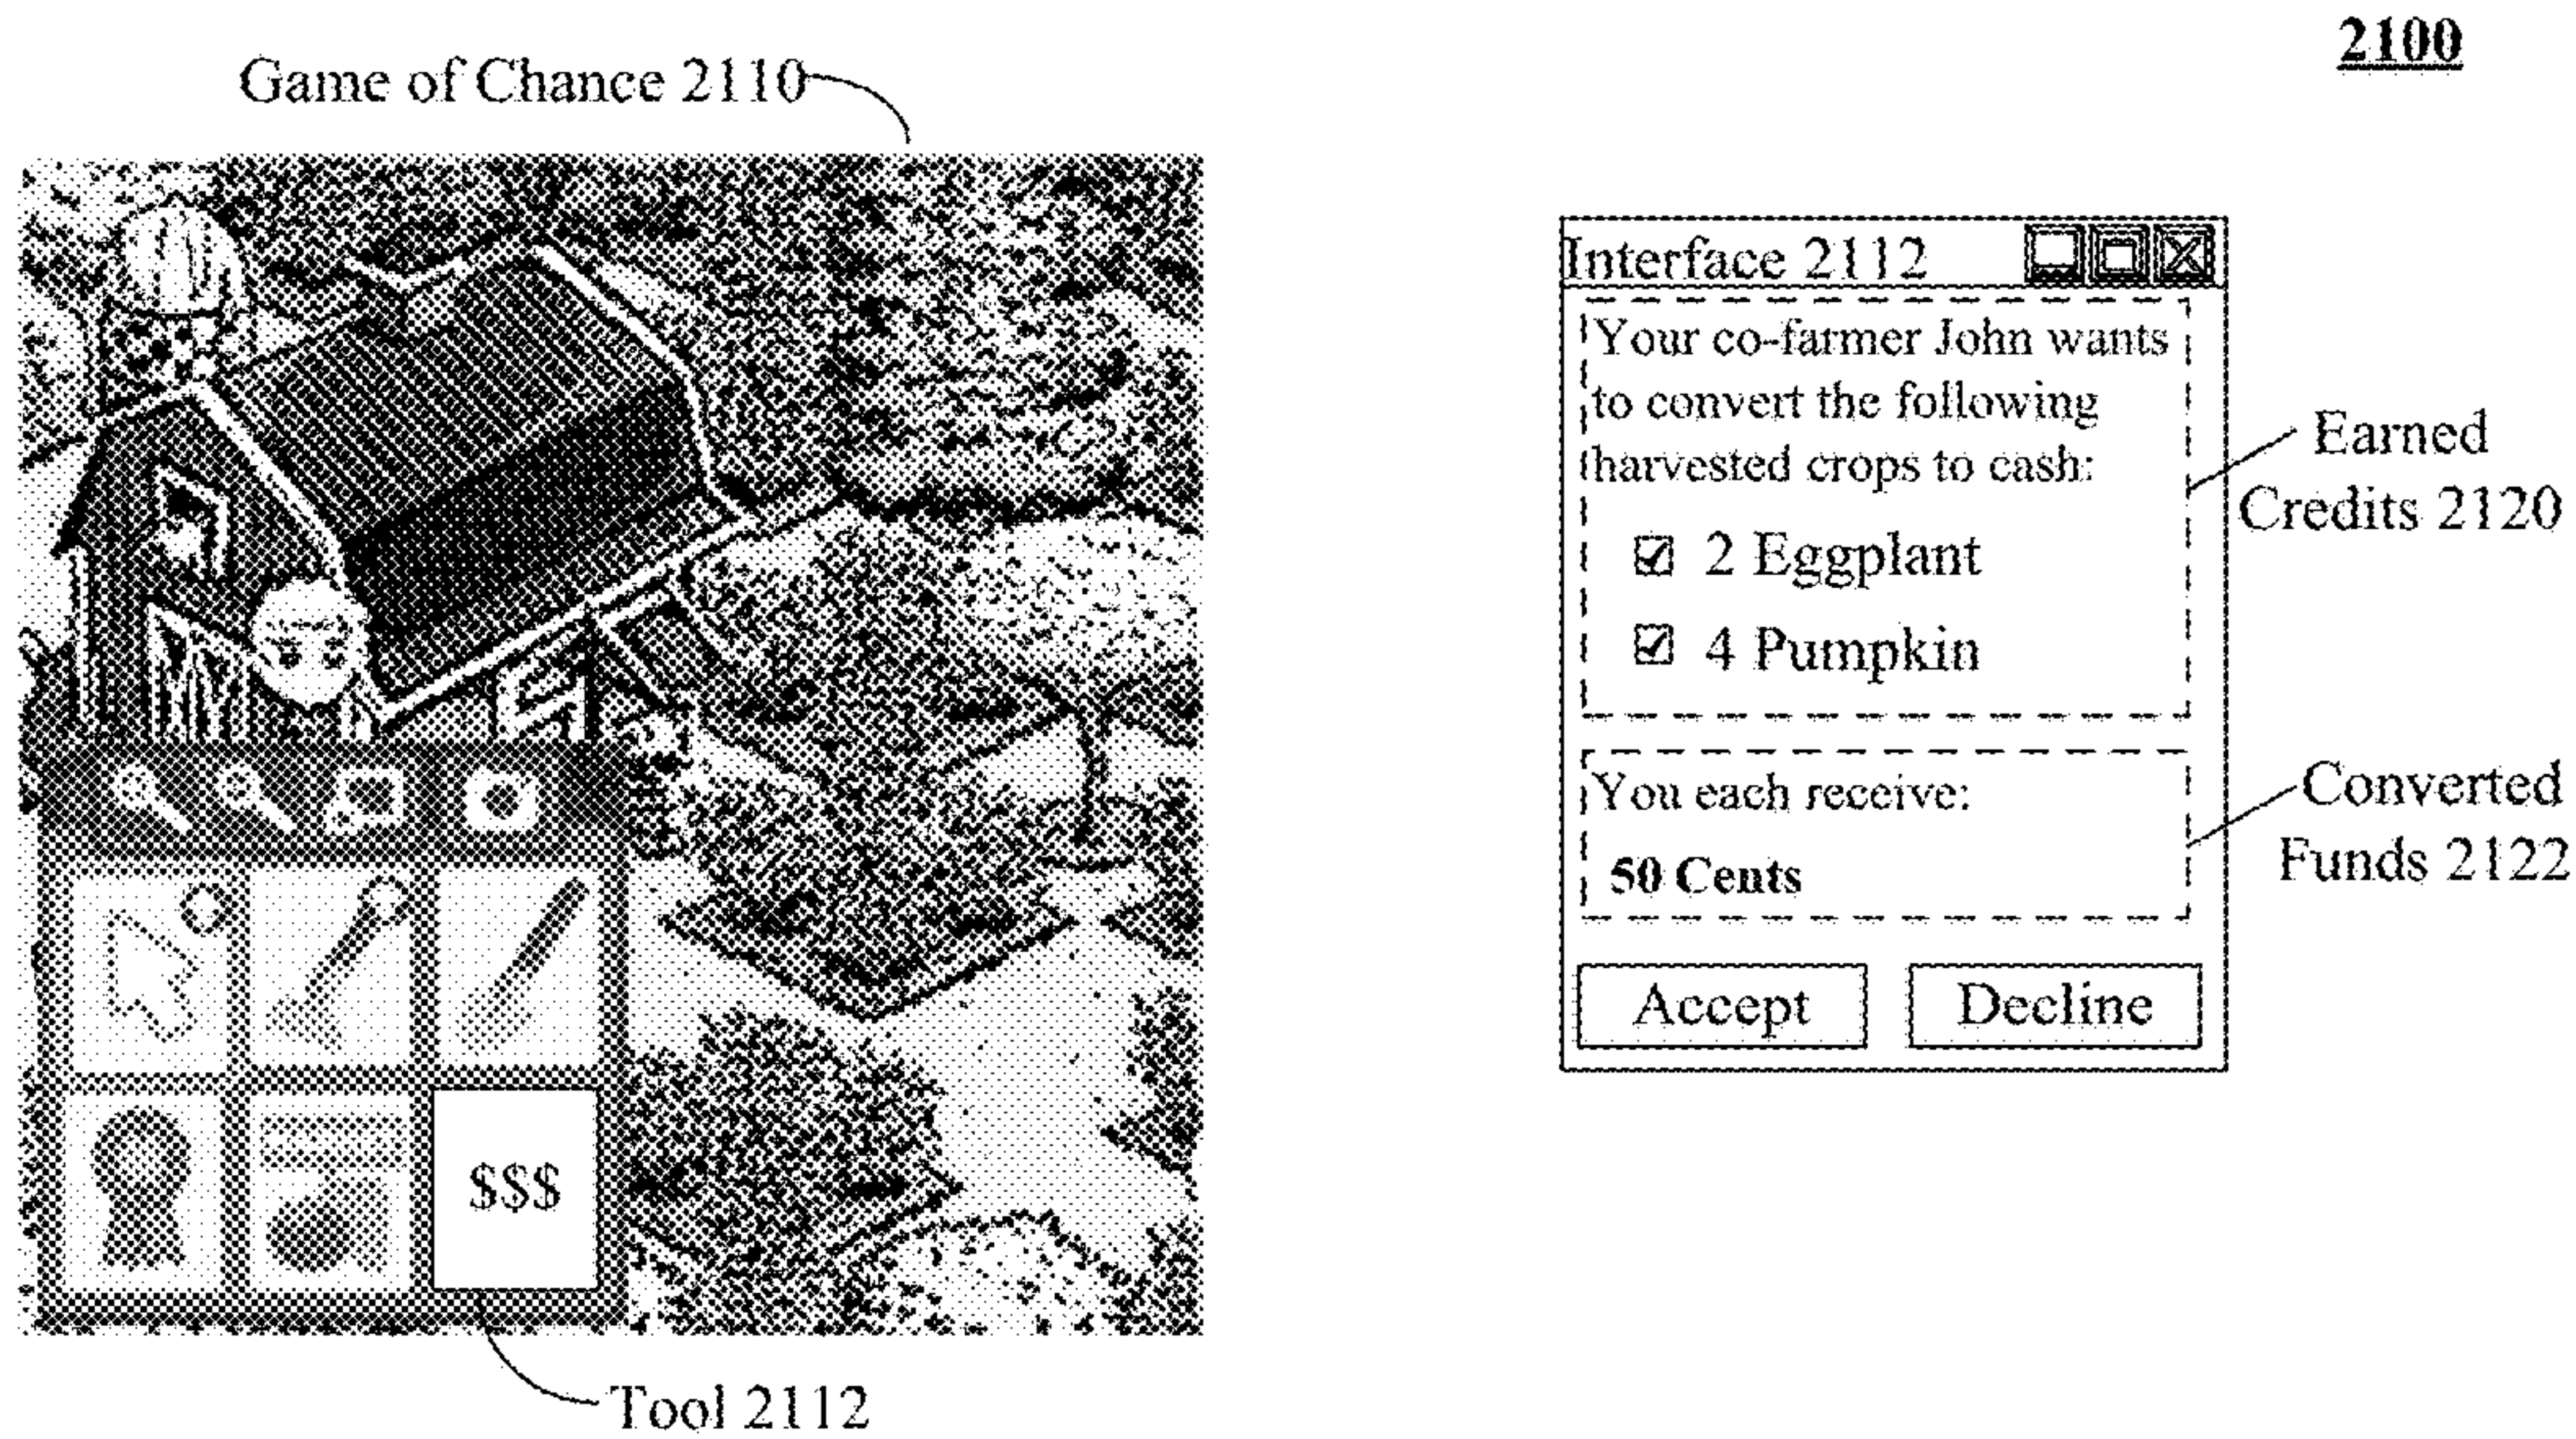 2100
Game of Chance 2110
Interface 2112
Your co-farmer John wants
to convert the following
harvested crops to cash:
2 Eggplant
4 Pumpkin
Earned
Credits 2120
You each receive:
50 Cents
Converted
Funds 2122
Accept
Decline
$$$
Tool 2112